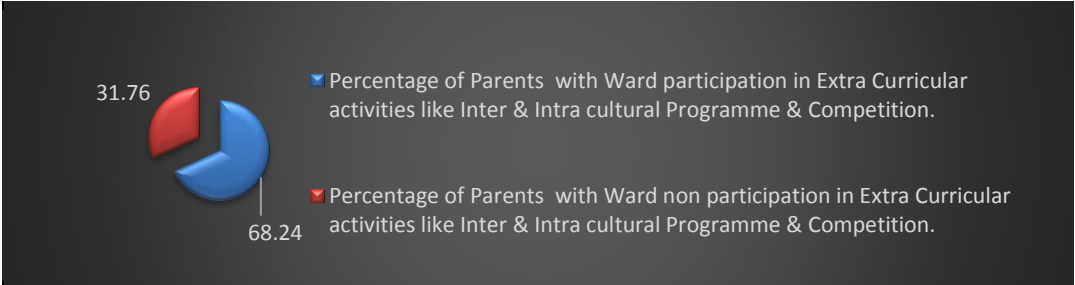 31.76
68.24
Percentage of Parents with Ward participation in Extra Curricular
activities like Inter & Intra cultural Programme & Competition.
Percentage of Parents with Ward non participation in Extra Curricular
activities like Inter & Intra cultural Programme & Competition.